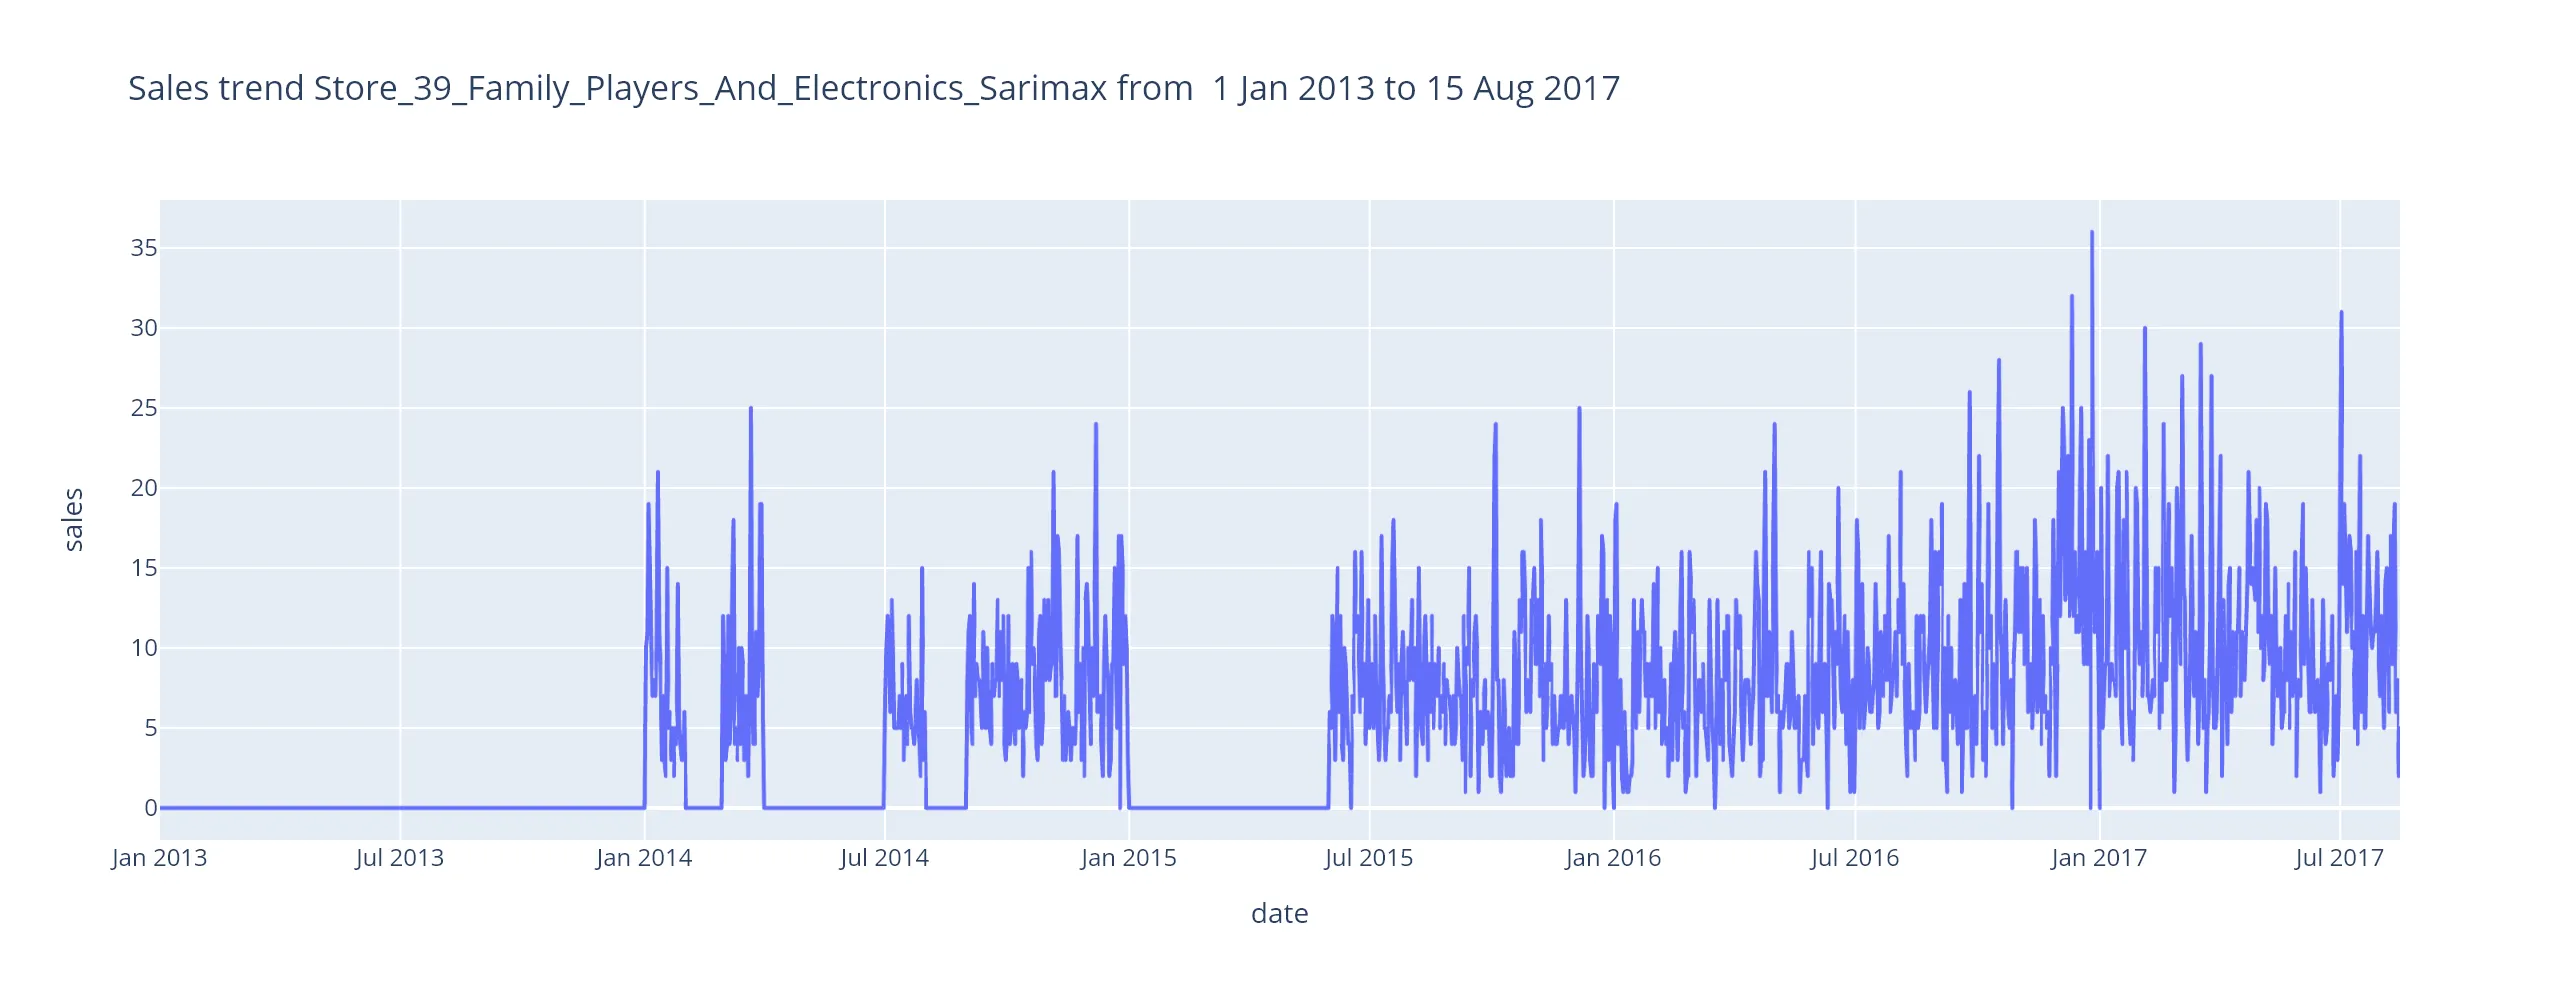 Sales trend Store_39_Family_Players_And_Electronics_Sarimax from  1 Jan 2013 to 15 Aug 2017
35
30
25
20
15
10
5
0
sales
Jan 2013 Jul 2013 Jan 2014 Jul 2014 Jan 2015 Jul 2015 Jan 2016 Jul 2016 Jan 2017 Jul 2017
date